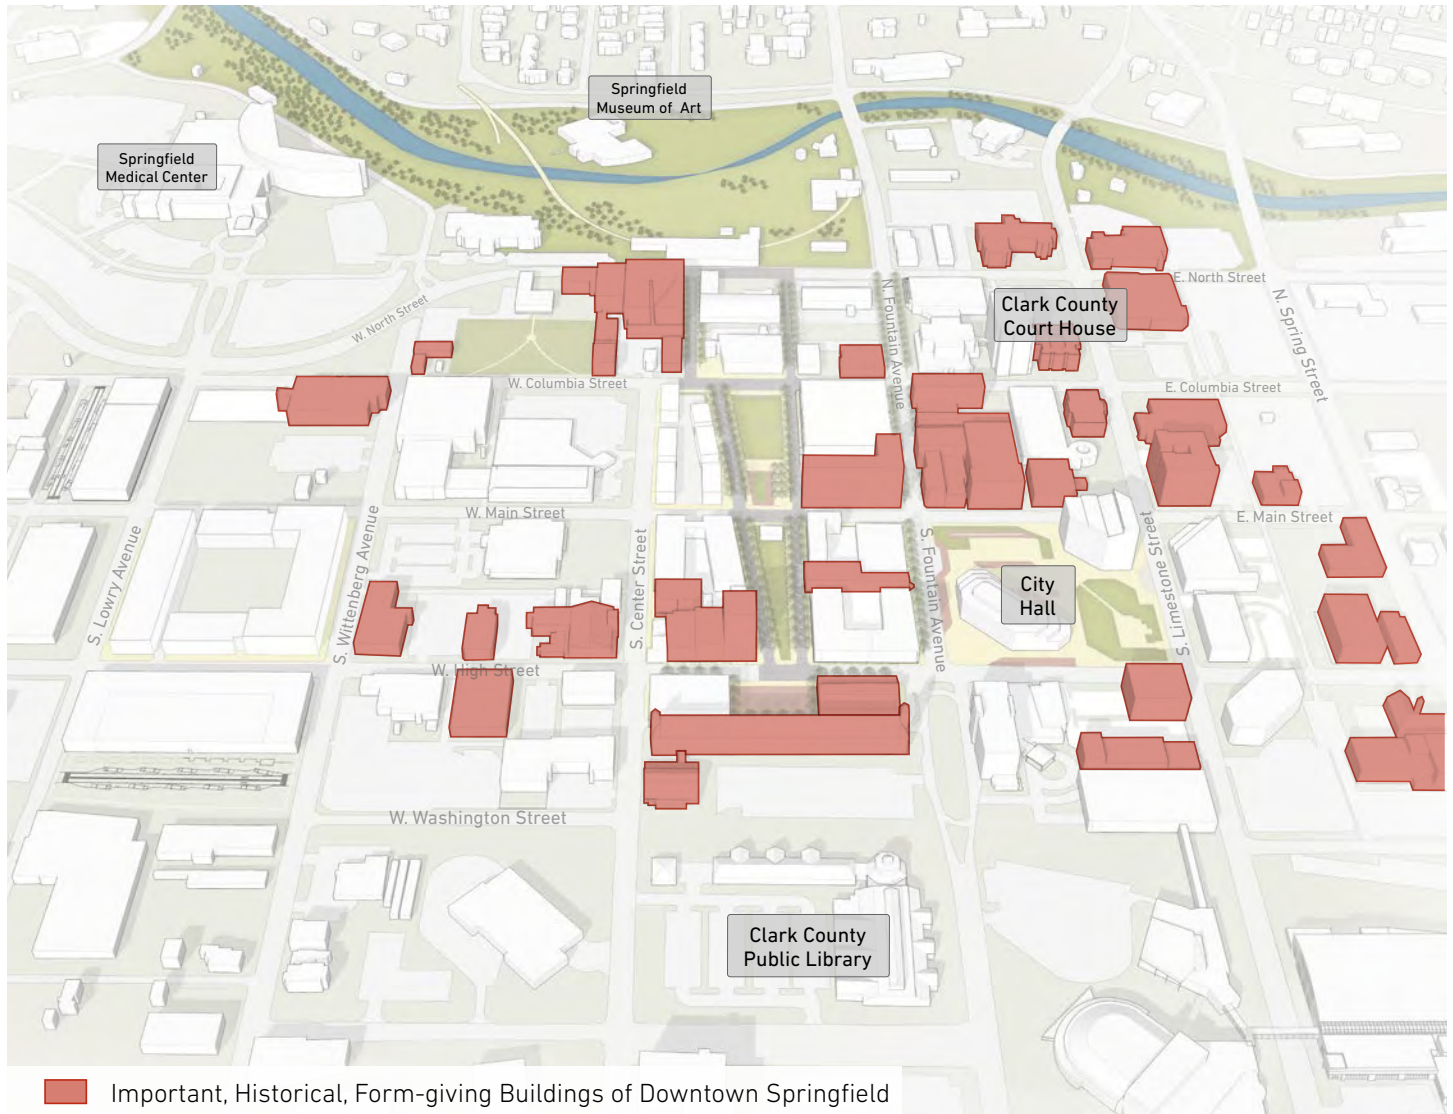 Springfield
Museum of Art
Springfield
Medical Center
E. North Street
N. Fountain Avenue
Clark County
Court House
N. Spring Street
W. North Street
W. Columbia Street
E. Columbia Street
W. Main Street
E. Main Street
S. Lowry Avenue
S. Wittenberg Avenue
S. Center Street
S. Fountain Avenue
City
Hall
S. Limestone Street
W. High Street
W. Washington Street
Clark County
Public Library
Important, Historical, Form-giving Buildings of Downtown Springfield